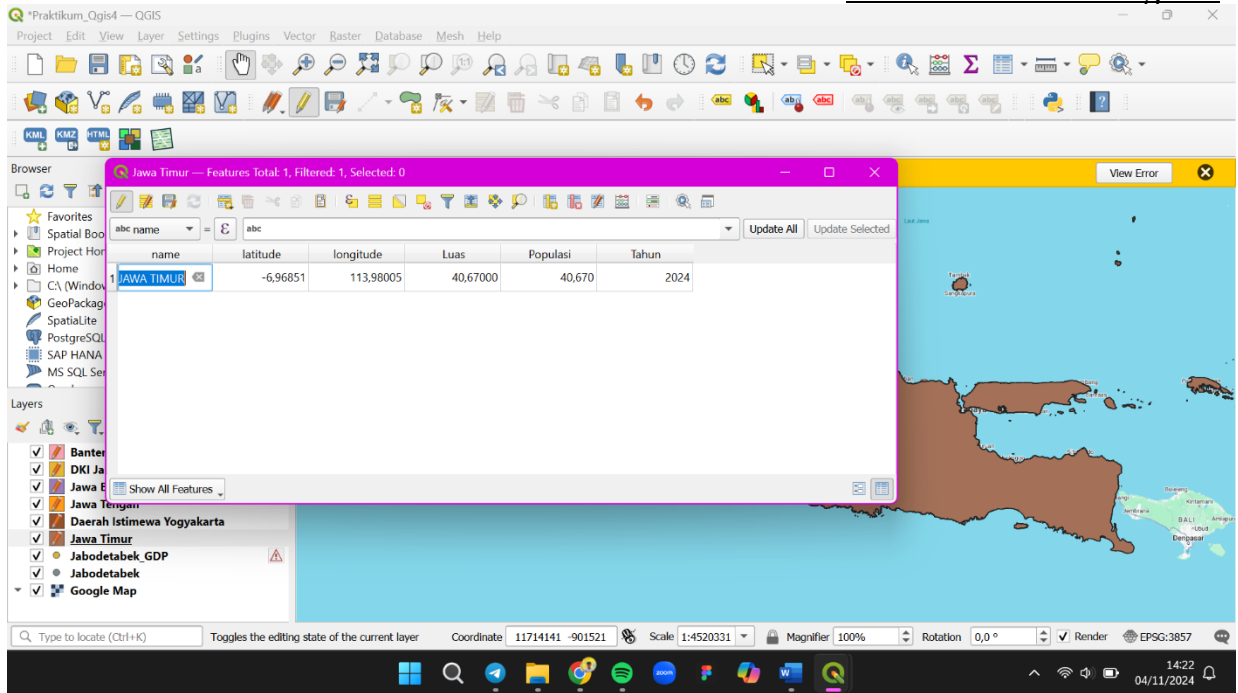 *Praktikum_Qgis4 — QGIS
Project Edit View Layer Settings Plugins Vector Raster Database Mesh Help
KML KMZ HTML
Browser
Jawa Timur — Features Total: 1, Filtered: 1, Selected: 0
View Error
Favorites
Spatial Boo
Project Hor
Home
C:\ (Window
GeoPackag
SpatiaLite
PostgreSQL
SAP HANA
MS SQL Ser
abc name = ε abc Update All Update Selected
name latitude longitude Luas Populasi Tahun
1 JAWA TIMUR -6,96851 113,98005 40,67000 40,670 2024
Show All Features
Laut Jawa
Tambak
Sangkapura
BALI
Denpasar
Layers
Banter
DKI Ja
Jawa B
Jawa Tengah
Daerah Istimewa Yogyakarta
Jawa Timur
Jabodetabek_GDP
Jabodetabek
Google Map
Type to locate (Ctrl+K) Toggles the editing state of the current layer Coordinate 11714141 -901521 Scale 1:4520331 Magnifier 100% Rotation 0,0 ° Render EPSG:3857
zoom
14:22
04/11/2024